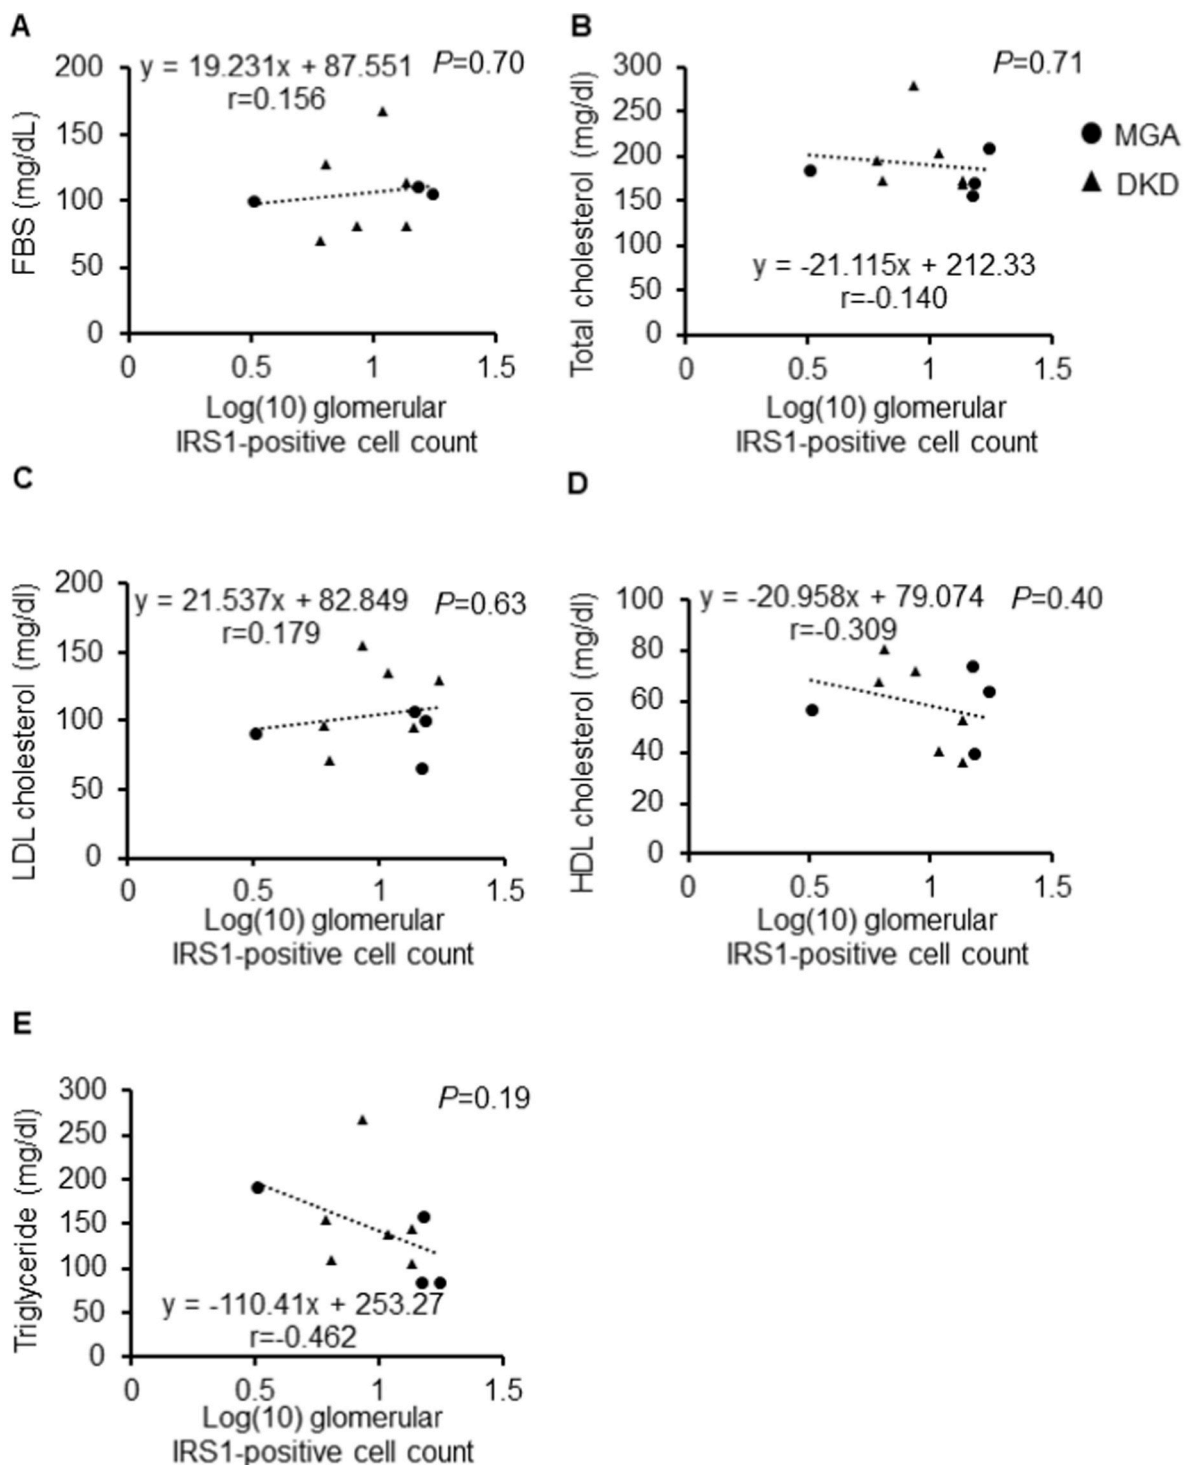 A
y = 19.231x + 87.551
r=0.156
P=0.70
FBS (mg/dL)
200
150
100
50
0
0 0.5 1 1.5
Log(10) glomerular
IRS1-positive cell count
B
P=0.71
Total cholesterol (mg/dl)
300
250
200
150
100
50
0
y = -21.115x + 212.33
r=-0.140
0 0.5 1 1.5
Log(10) glomerular
IRS1-positive cell count
MGA
DKD
C
y = 21.537x + 82.849
r=0.179
P=0.63
LDL cholesterol (mg/dl)
200
150
100
50
0
0 0.5 1 1.5
Log(10) glomerular
IRS1-positive cell count
D
y = -20.958x + 79.074
r=-0.309
P=0.40
HDL cholesterol (mg/dl)
100
80
60
40
20
0
0 0.5 1 1.5
Log(10) glomerular
IRS1-positive cell count
E
P=0.19
Triglyceride (mg/dl)
300
250
200
150
100
50
0
y = -110.41x + 253.27
r=-0.462
0 0.5 1 1.5
Log(10) glomerular
IRS1-positive cell count